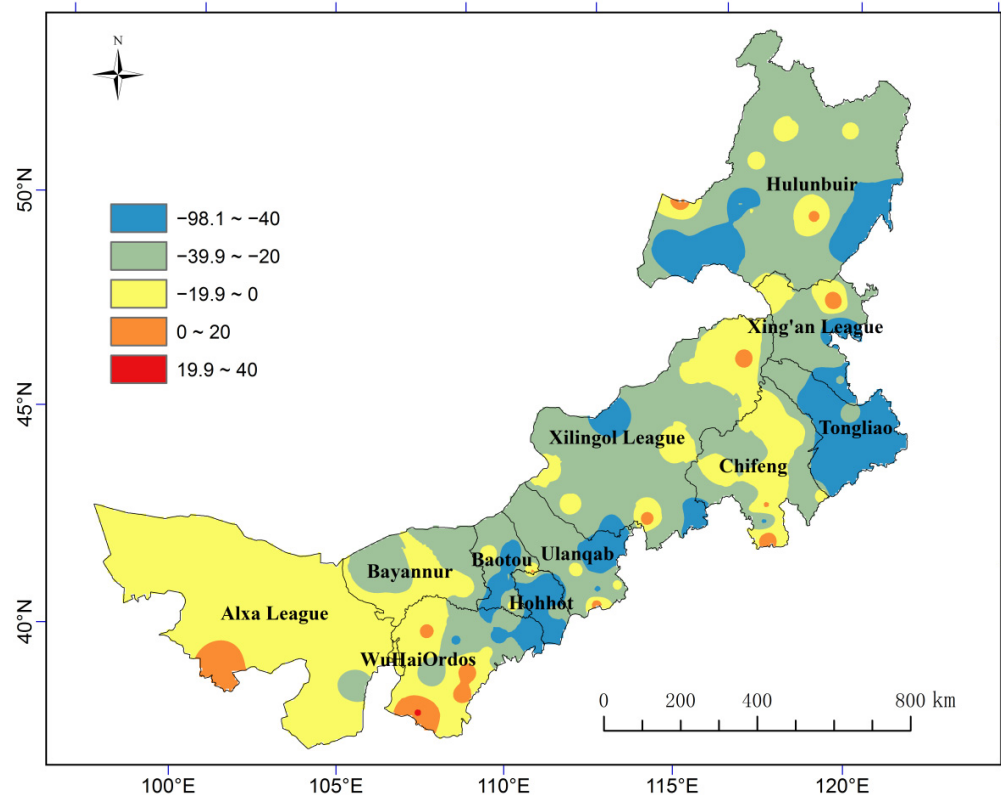 N
50°N
45°N
40°N
−98.1 ~ −40
−39.9 ~ −20
−19.9 ~ 0
0 ~ 20
19.9 ~ 40
Hulunbuir
Xing'an League
Tongliao
Xilingol League
Chifeng
Ulanqab
Baotou
Bayannur
Hohhot
Alxa League
WuHaiOrdos
0 200 400 800 km
100°E 105°E 110°E 115°E 120°E